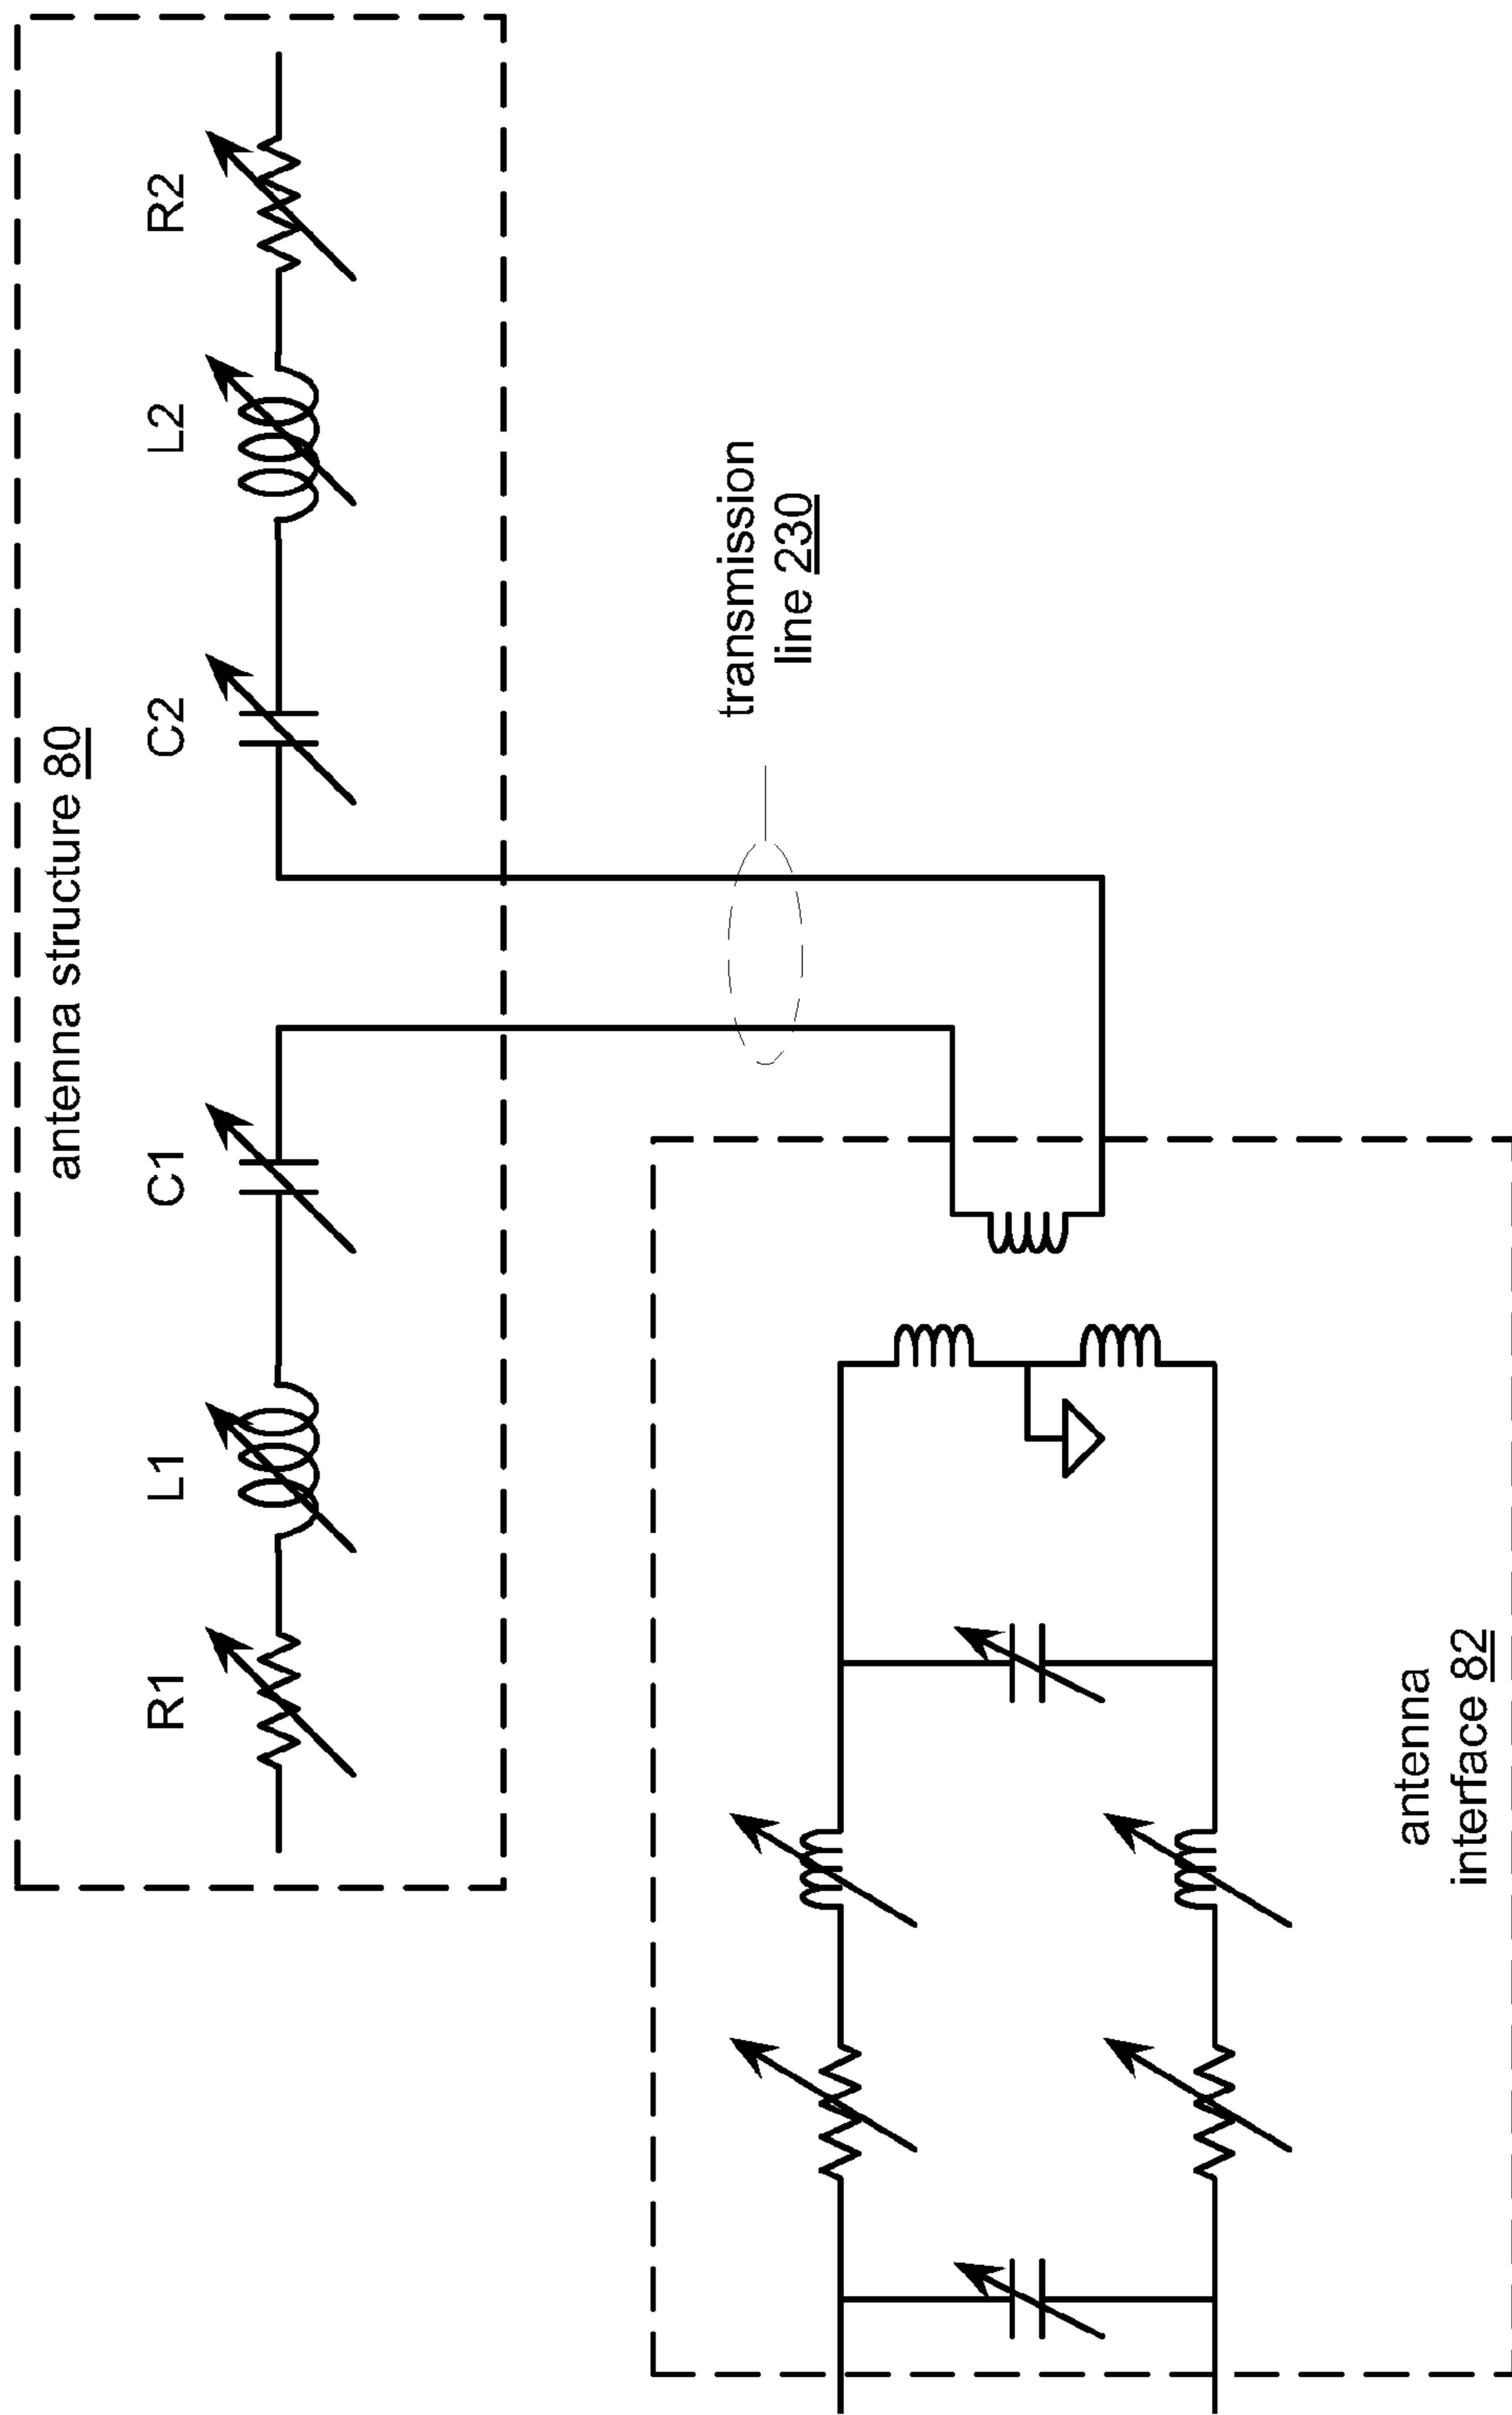 antenna structure 80
R1
L1
C1
C2
L2
R2
transmission
line 230
antenna
interface 82